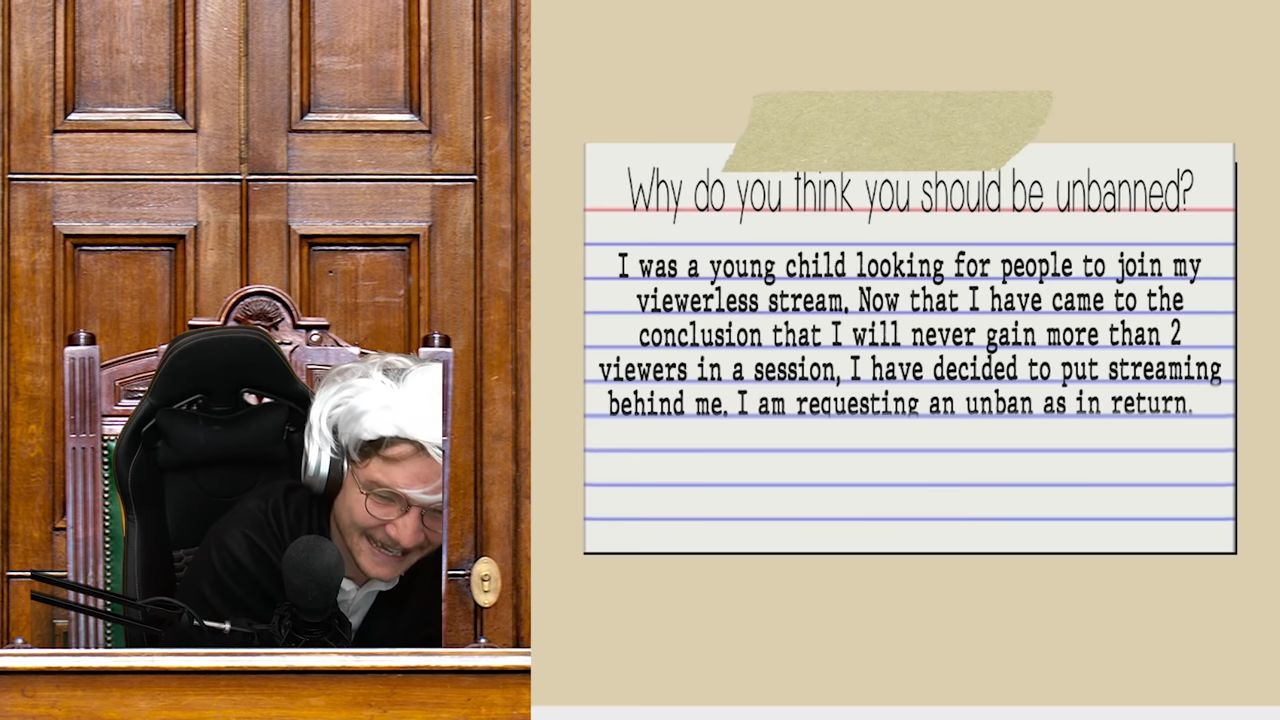 Why do you think you should be unbanned?
I was a young child looking for people to join my
viewerless stream. Now that I have came to the
conclusion that I will never gain more than 2
viewers in a session, I have decided to put streaming
behind me. I am requesting an unban as in return.